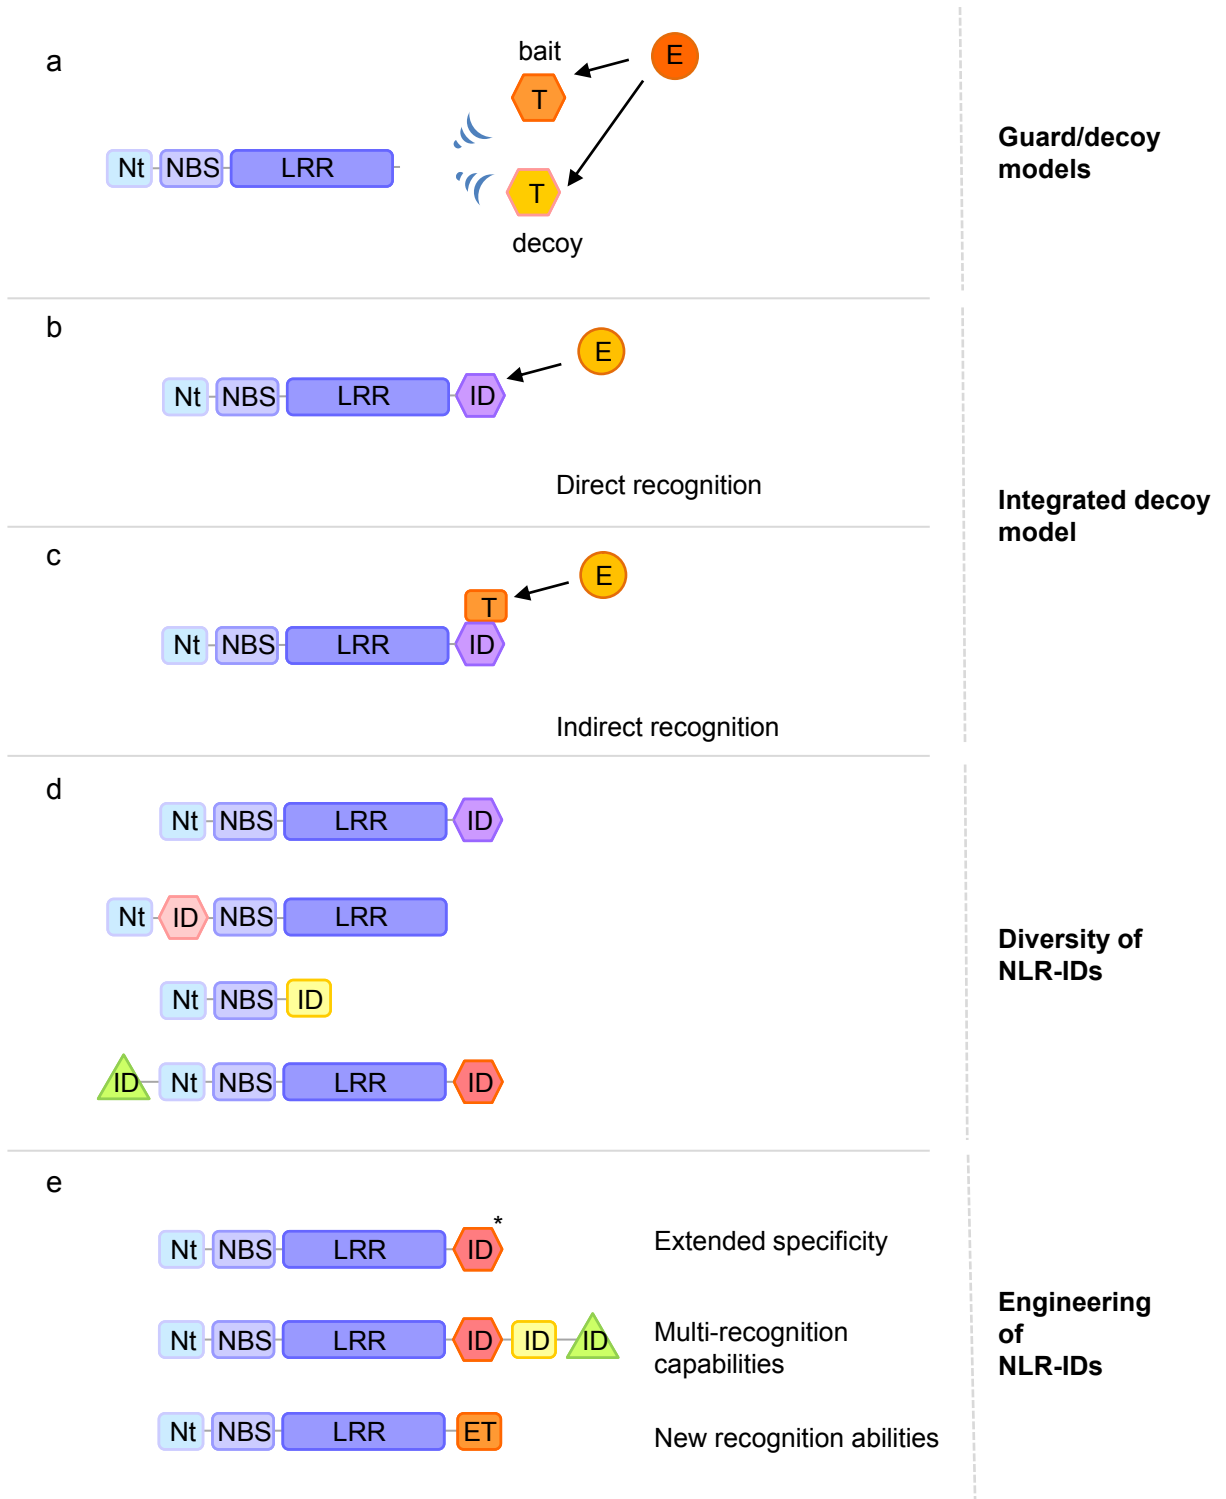 a
bait
E
T
Nt NBS LRR
T
decoy
Guard/decoy
models
b
E
Nt NBS LRR ID
Direct recognition
c
E
T
Nt NBS LRR ID
Indirect recognition
Integrated decoy
model
d
Nt NBS LRR ID
Nt ID NBS LRR
Nt NBS ID
ID Nt NBS LRR ID
Diversity of
NLR-IDs
e
*
Nt NBS LRR ID
Extended specificity
Nt NBS LRR ID ID ID
Multi-recognition
capabilities
Nt NBS LRR ET
New recognition abilities
Engineering
of
NLR-IDs